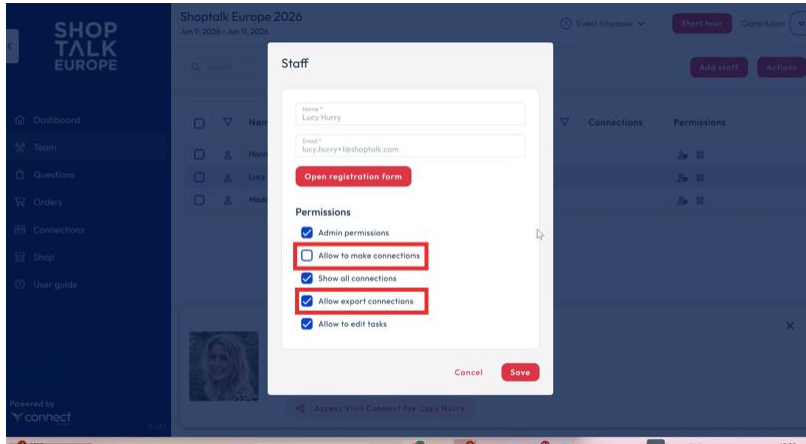 SHOP
TALK
EUROPE
Shoptalk Europe 2026
Jun 9, 2026 - Jun 11, 2026
Event timezone
Start tour
Claire Adam
Search
Add staff
Actions
Dashboard
Team
Questions
Orders
Connections
Shop
User guide
Connections
Permissions
Lucy
Staff
Name *
Lucy Hurry
Email *
lucy.hurry+1@shoptalk.com
Open registration form
Permissions
Admin permissions
Allow to make connections
Show all connections
Allow export connections
Allow to edit tasks
Cancel
Save
Access Visit Connect for Lucy Hurry
Powered by
connect